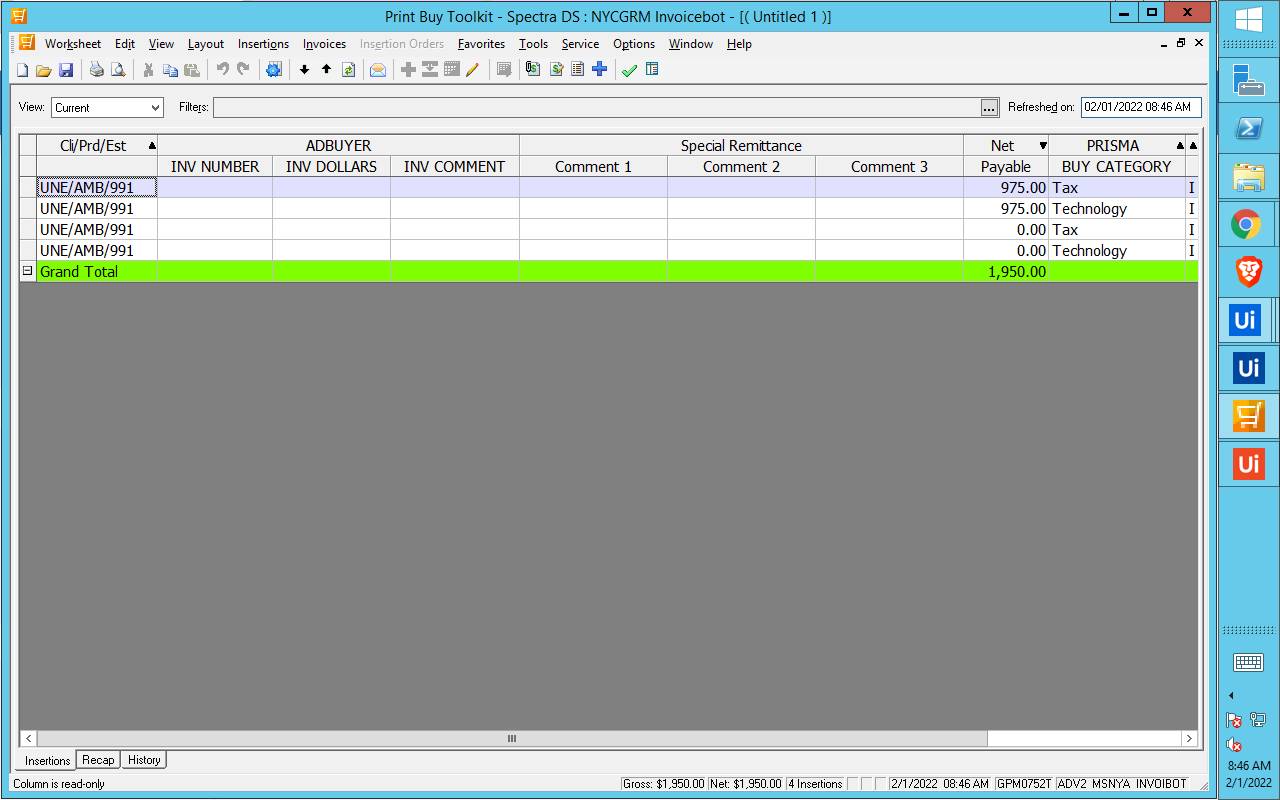 Print Buy Toolkit - Spectra DS : NYCGRM Invoicebot - [( Untitled 1 )]
Worksheet Edit View Layout Insertions Invoices Insertion Orders Favorites Tools Service Options Window Help
View: Current Filters: ... Refreshed on: 02/01/2022 08:46 AM
Cli/Prd/Est ADBUYER Special Remittance Net PRISMA
INV NUMBER INV DOLLARS INV COMMENT Comment 1 Comment 2 Comment 3 Payable BUY CATEGORY
UNE/AMB/991 975.00 Tax I
UNE/AMB/991 975.00 Technology I
UNE/AMB/991 0.00 Tax I
UNE/AMB/991 0.00 Technology I
Grand Total 1,950.00
Insertions Recap History
Column is read-only Gross: $1,950.00 Net: $1,950.00 4 Insertions 2/1/2022 08:46 AM GPM0752T ADV2 MSNYA INVOIBOT
Ui
Ui
Ui
8:46 AM
2/1/2022